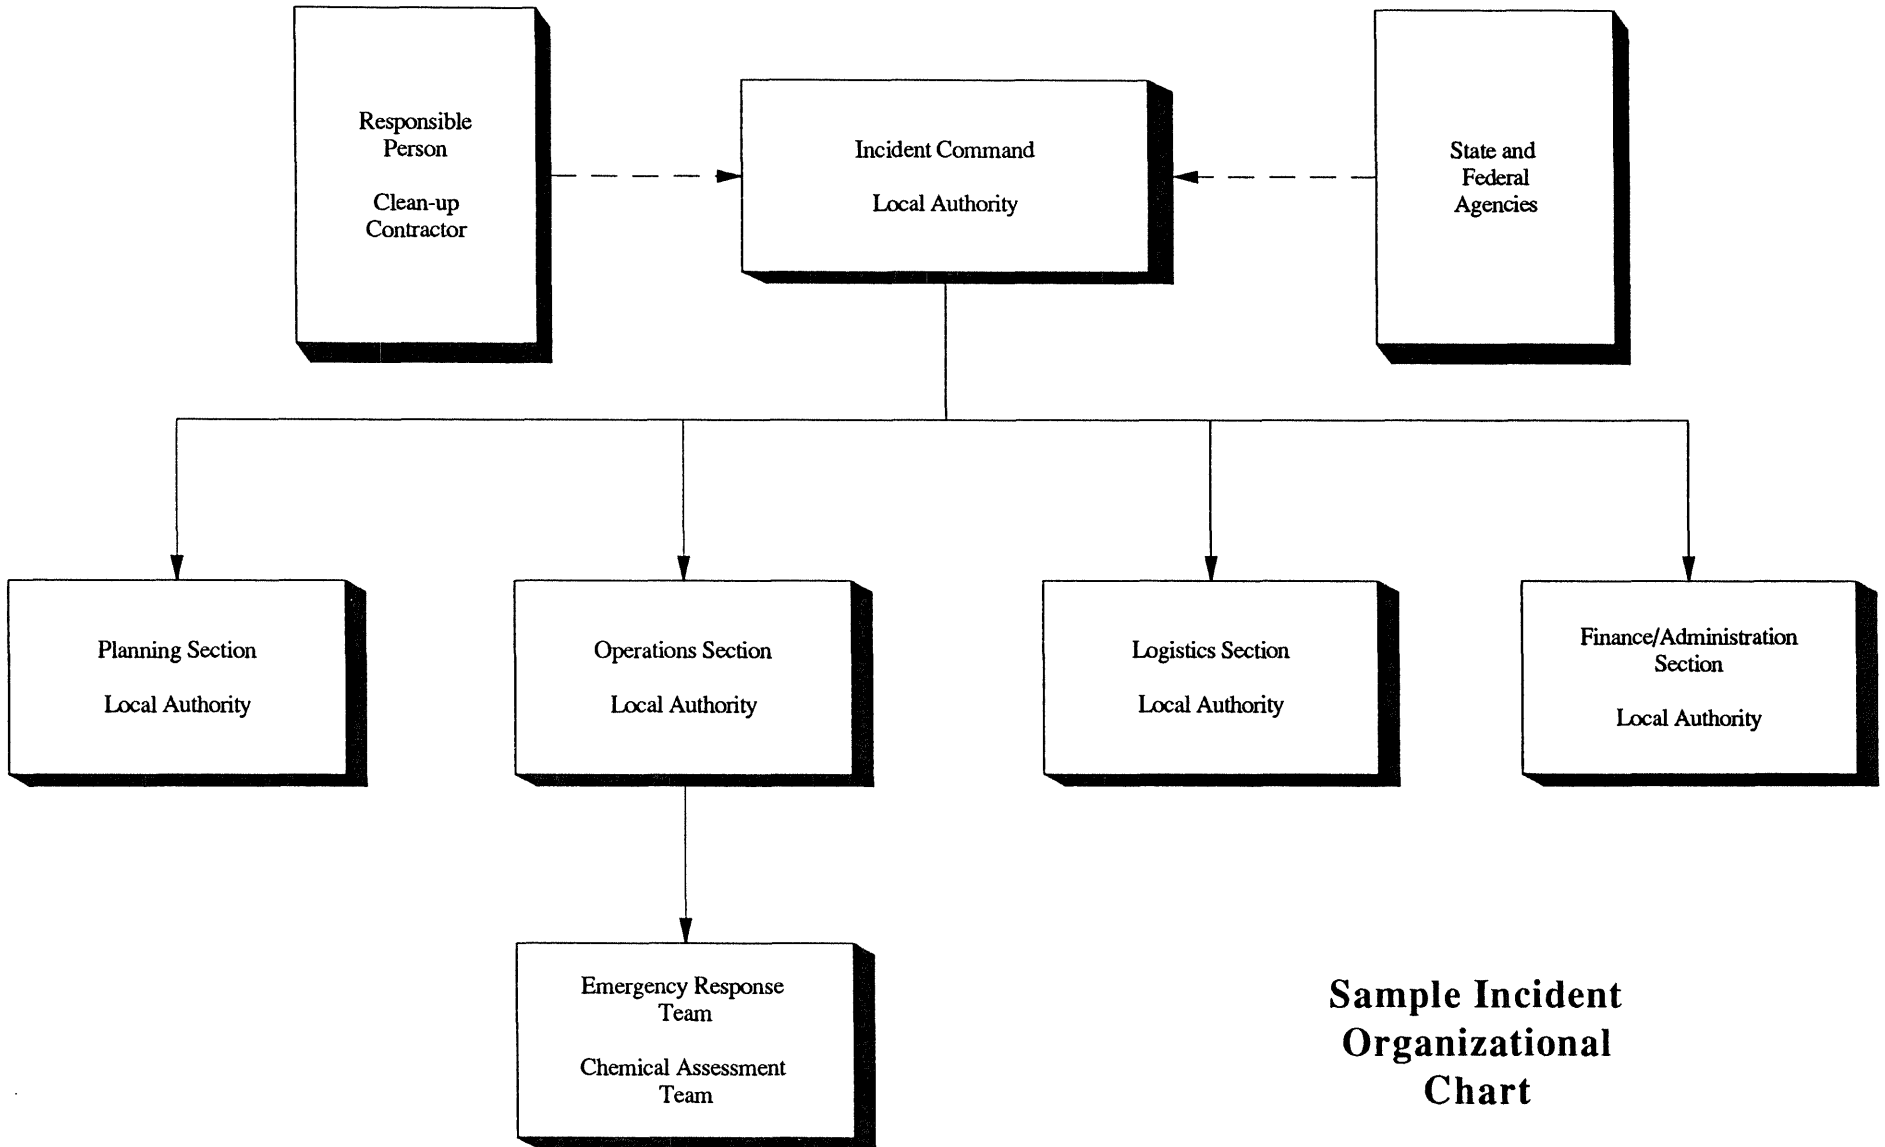 Responsible
Person
Clean-up
Contractor
Incident Command
Local Authority
State and
Federal
Agencies
Planning Section
Local Authority
Operations Section
Local Authority
Logistics Section
Local Authority
Finance/Administration
Section
Local Authority
Emergency Response
Team
Chemical Assessment
Team
Sample Incident
Organizational
Chart